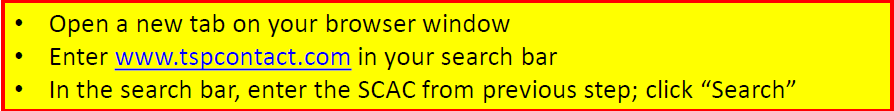 • Open a new tab on your browser window
• Enter www.tspcontact.com in your search bar
• In the search bar, enter the SCAC from previous step; click “Search”